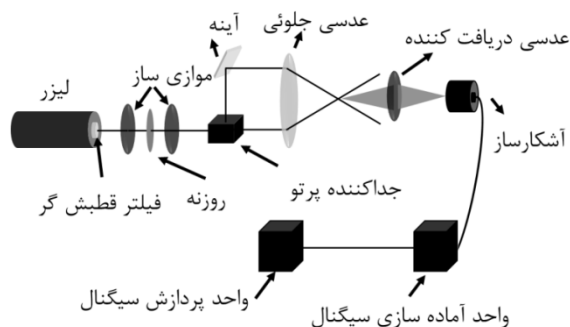 آینه
عدسی جلوئی
عدسی دریافت کننده
موازی ساز
لیزر
آشکارساز
جداکننده پرتو
روزنه
فیلتر قطبش گر
واحد پردازش سیگنال
واحد آماده سازی سیگنال